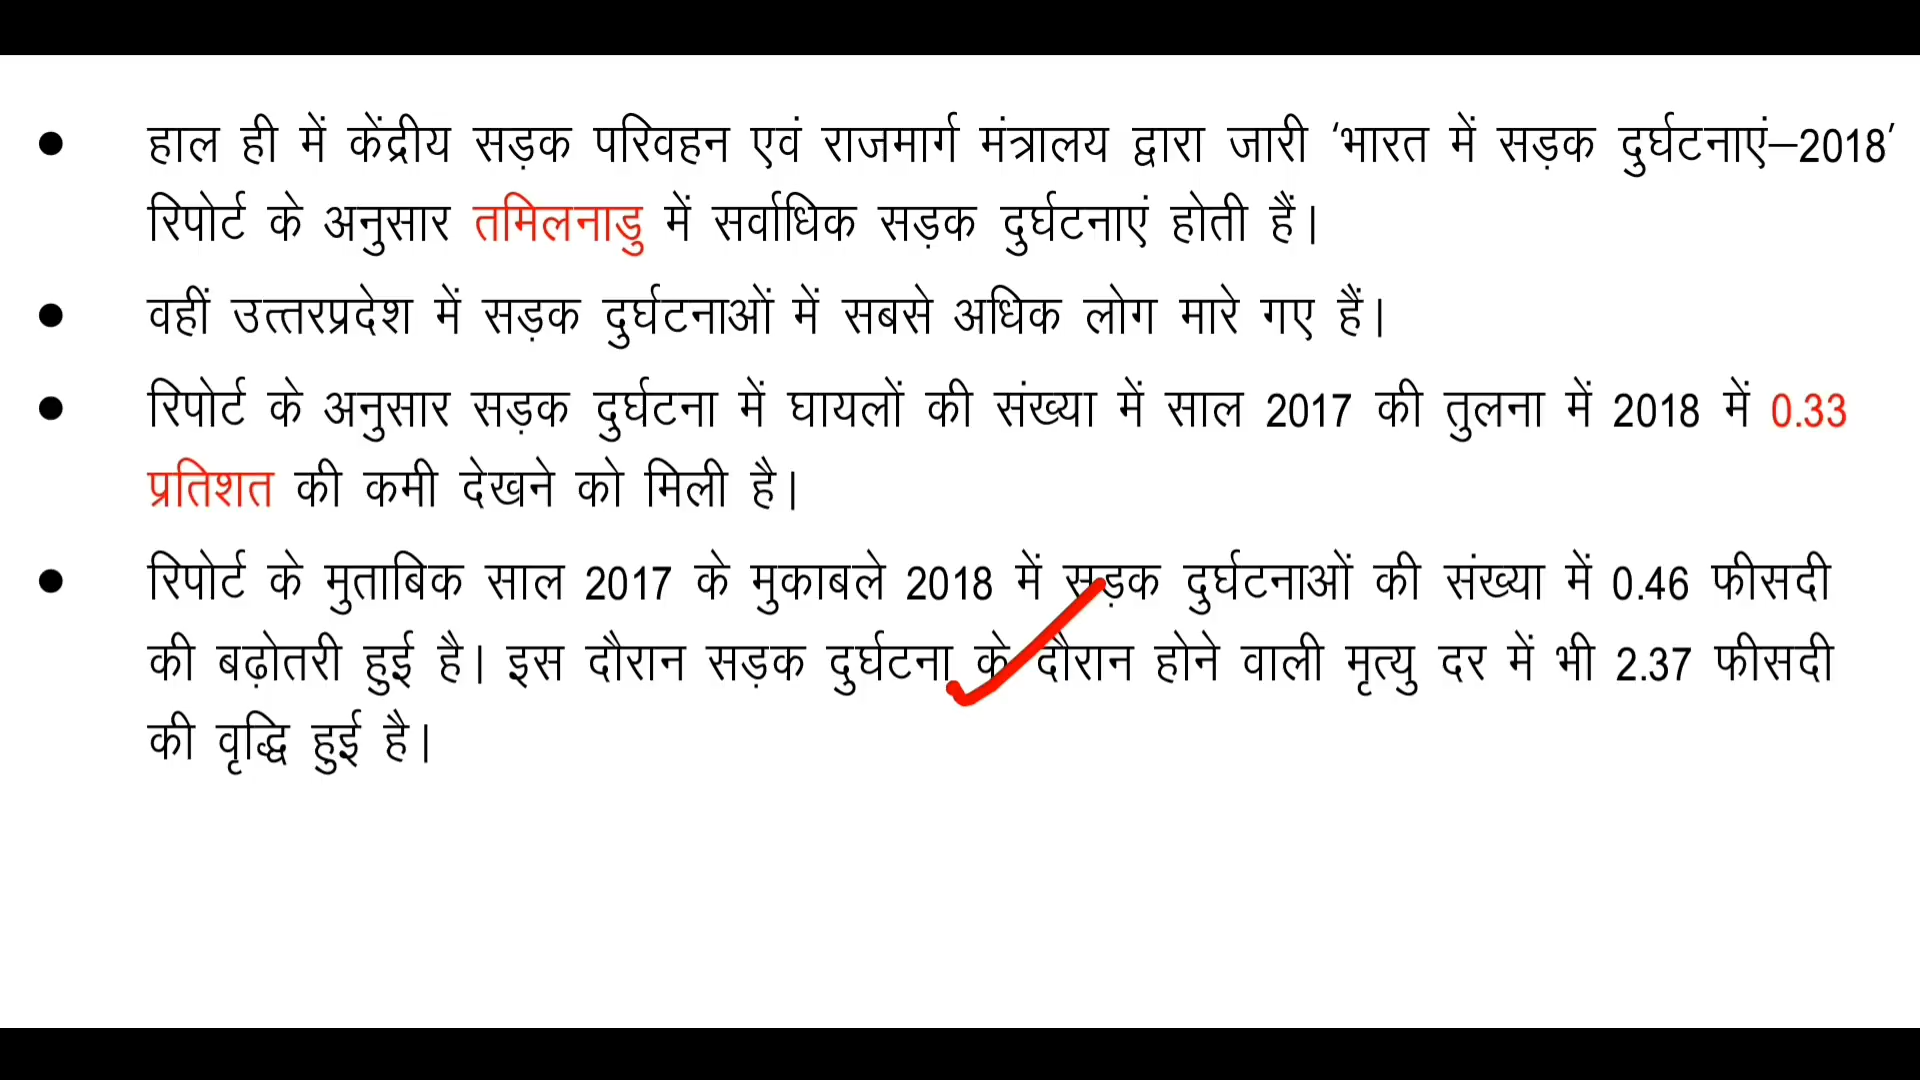 ● हाल ही में केंद्रीय सड़क परिवहन एवं राजमार्ग मंत्रालय द्वारा जारी ‘भारत में सड़क दुर्घटनाएं–2018’
रिपोर्ट के अनुसार तमिलनाडु में सर्वाधिक सड़क दुर्घटनाएं होती हैं।
● वहीं उत्तरप्रदेश में सड़क दुर्घटनाओं में सबसे अधिक लोग मारे गए हैं।
● रिपोर्ट के अनुसार सड़क दुर्घटना में घायलों की संख्या में साल 2017 की तुलना में 2018 में 0.33
प्रतिशत की कमी देखने को मिली है।
● रिपोर्ट के मुताबिक साल 2017 के मुकाबले 2018 में सड़क दुर्घटनाओं की संख्या में 0.46 फीसदी
की बढ़ोतरी हुई है। इस दौरान सड़क दुर्घटना के दौरान होने वाली मृत्यु दर में भी 2.37 फीसदी
की वृद्धि हुई है।